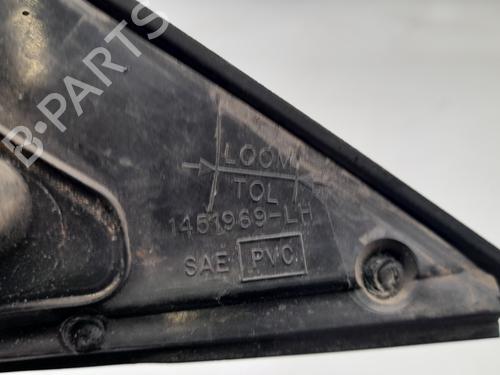 B-PARTS
LOOM
TOL
1451969-LH
SAE PVC